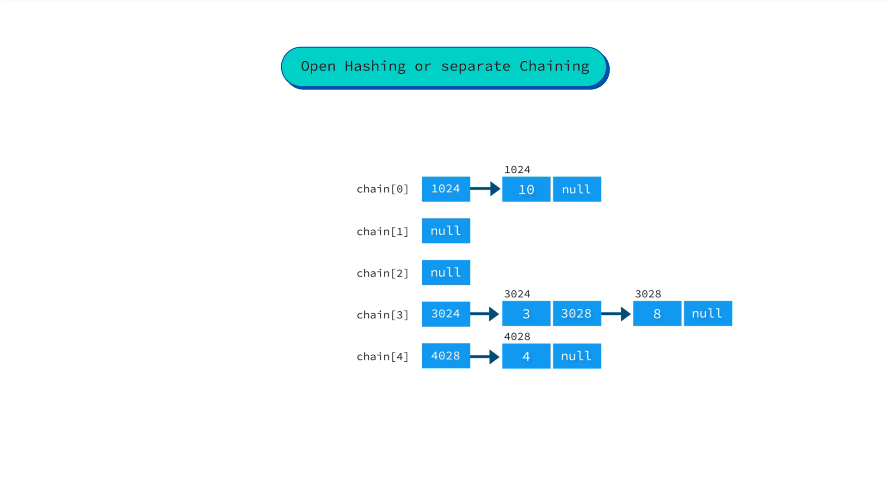 Open Hashing or separate Chaining
1024
chain[0] 1024 10 null
chain[1] null
chain[2] null
3024 3028
chain[3] 3024 3 3028 8 null
4028
chain[4] 4028 4 null